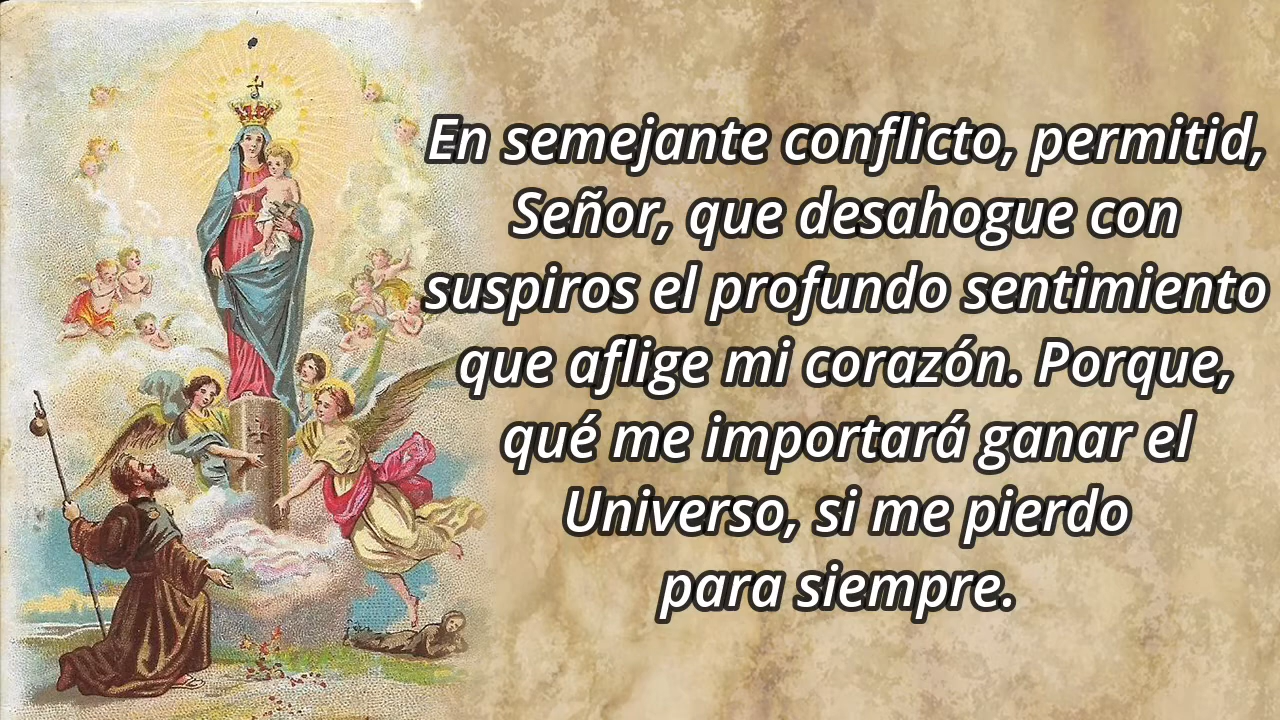 En semejante conflicto, permitid,
Señor, que desahogue con
suspiros el profundo sentimiento
que aflige mi corazón. Porque,
qué me importará ganar el
Universo, si me pierdo
para siempre.